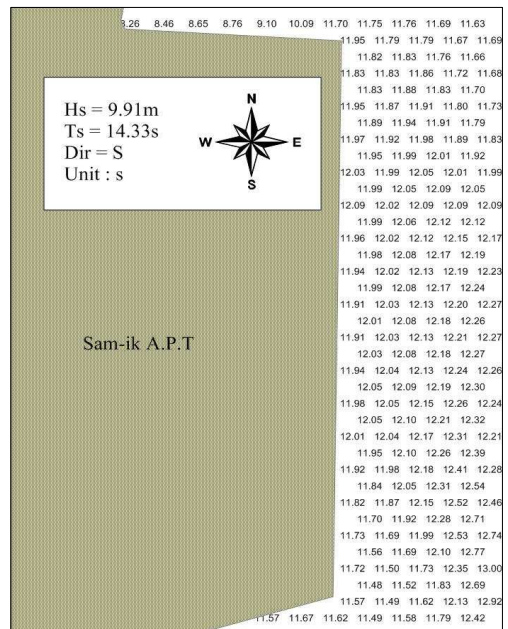 8.26 8.46 8.65 8.76 9.10 10.09 11.70 11.75 11.76 11.69 11.63
11.95 11.79 11.79 11.67 11.69
11.82 11.83 11.76 11.66
11.83 11.83 11.86 11.72 11.68
11.83 11.88 11.83 11.70
Hs = 9.91m
Ts = 14.33s
Dir = S
Unit : s
N
W E
S
11.95 11.87 11.91 11.80 11.73
11.89 11.94 11.91 11.79
11.97 11.92 11.98 11.89 11.83
11.95 11.99 12.01 11.92
12.03 11.99 12.05 12.01 11.99
11.99 12.05 12.09 12.05
12.09 12.02 12.09 12.09 12.09
11.99 12.06 12.12 12.12
11.96 12.02 12.12 12.15 12.17
11.98 12.08 12.17 12.19
11.94 12.02 12.13 12.19 12.23
11.99 12.08 12.17 12.24
11.91 12.03 12.13 12.20 12.27
12.01 12.08 12.18 12.26
Sam-ik A.P.T
11.91 12.03 12.13 12.21 12.27
12.03 12.08 12.18 12.27
11.94 12.04 12.13 12.24 12.26
12.05 12.09 12.19 12.30
11.98 12.05 12.15 12.26 12.24
12.05 12.10 12.21 12.32
12.01 12.04 12.17 12.31 12.21
11.95 12.10 12.26 12.39
11.92 11.98 12.18 12.41 12.28
11.84 12.05 12.31 12.54
11.82 11.87 12.15 12.52 12.46
11.70 11.92 12.28 12.71
11.73 11.69 11.99 12.53 12.74
11.56 11.69 12.10 12.77
11.72 11.50 11.73 12.35 13.00
11.48 11.52 11.83 12.69
11.57 11.49 11.62 12.13 12.92
11.57 11.67 11.62 11.49 11.58 11.79 12.42